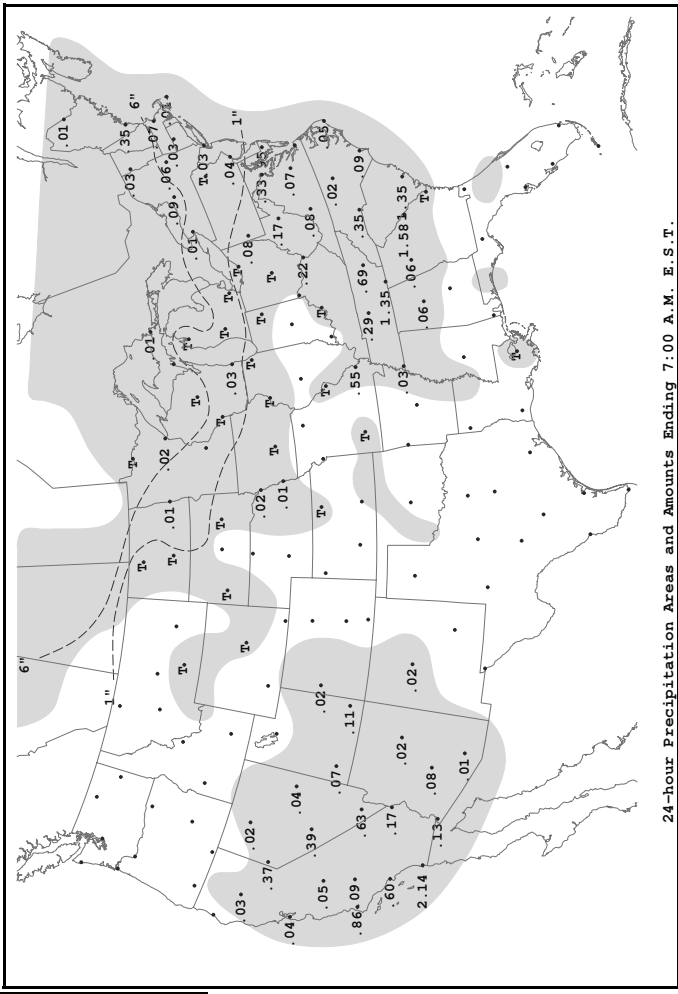 6"
.01
1"
.35
.03
T
6"
T
.01
.07
.02
.06
.01
T
.09
.03
T
T
.01
T
T
.03
T
T
T
T
T
.04
.03
T
1"
.03
T
.08
.02
T
.02
T
.33
.37
T
T
T
.17
.01
.04
.07
.04
.22
.39
.08
.02
T
T
.05
.05
T
.02
.07
.11
.09
.55
.86
.35
.09
.63
.69
T
.29
1.35
.60
.17
.02
.03
1.58
.35
.06
.02
2.14
.06
T
.08
.13
.01
T
24-hour Precipitation Areas and Amounts Ending 7:00 A.M. E.S.T.